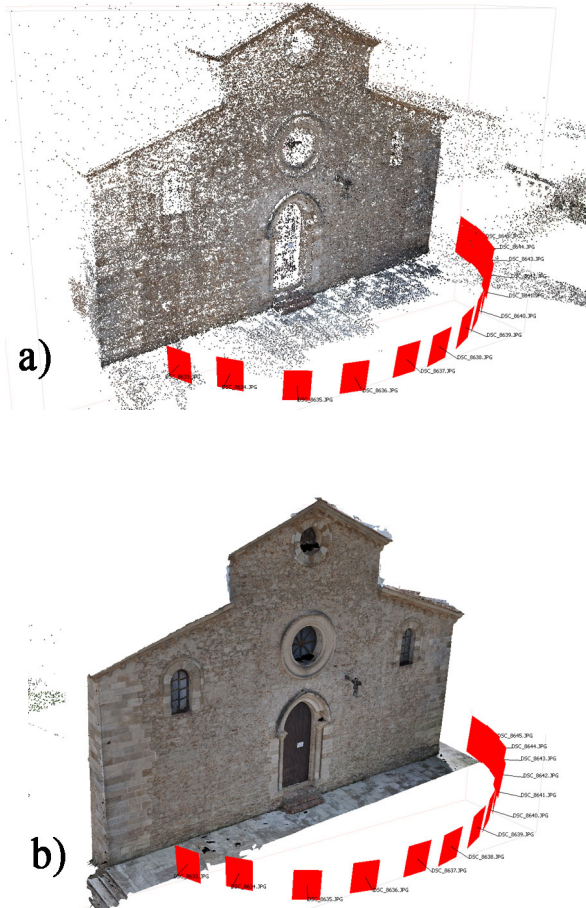 DSC_8645.JPG
DSC_8644.JPG
DSC_8643.JPG
DSC_8641.JPG
DSC_8640.JPG
DSC_8639.JPG
DSC_8638.JPG
DSC_8637.JPG
DSC_8636.JPG
DSC_8635.JPG
a)
DSC_8645.JPG
DSC_8644.JPG
DSC_8643.JPG
DSC_8642.JPG
DSC_8641.JPG
DSC_8640.JPG
DSC_8639.JPG
DSC_8638.JPG
DSC_8637.JPG
DSC_8636.JPG
DSC_8635.JPG
b)